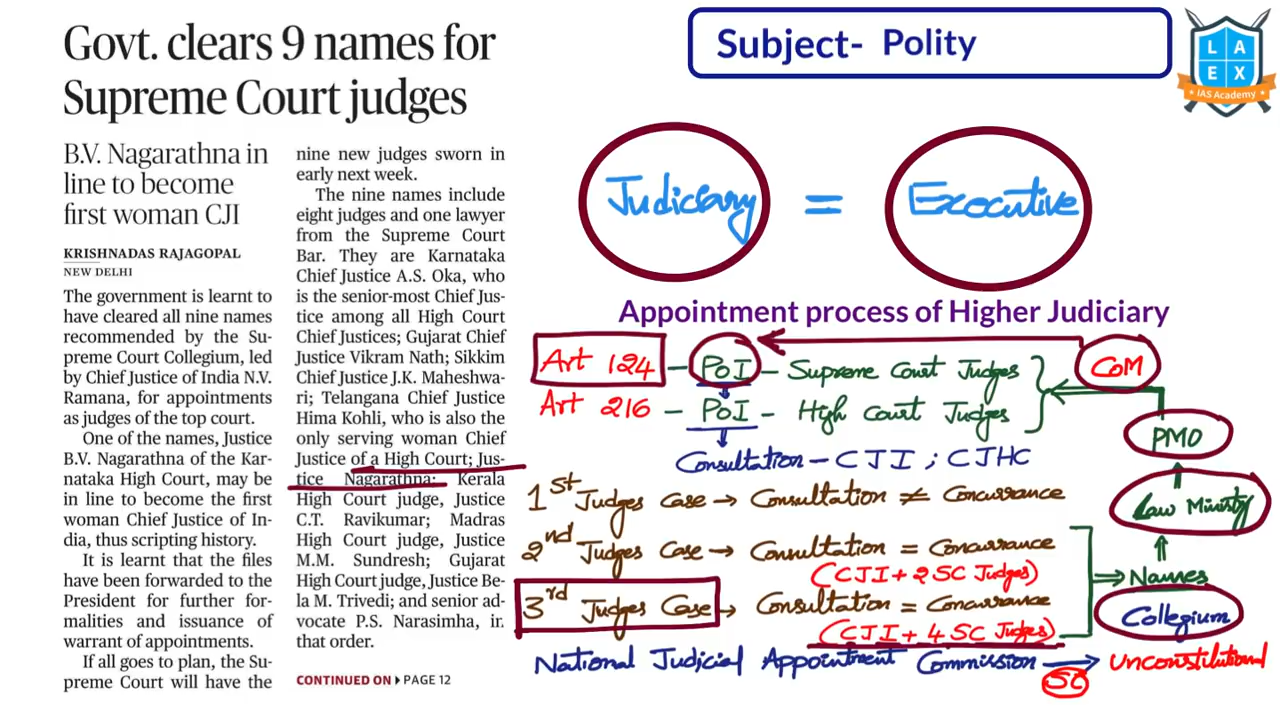 Govt. clears 9 names for
Supreme Court judges
B.V. Nagarathna in
line to become
first woman CJI
KRISHNADAS RAJAGOPAL
NEW DELHI
The government is learnt to
have cleared all nine names
recommended by the Su-
preme Court Collegium, led
by Chief Justice of India N.V.
Ramana, for appointments
as judges of the top court.
One of the names, Justice
B.V. Nagarathna of the Kar-
nataka High Court, may be
in line to become the first
woman Chief Justice of In-
dia, thus scripting history.
It is learnt that the files
have been forwarded to the
President for further for-
malities and issuance of
warrant of appointments.
If all goes to plan, the Su-
preme Court will have the
nine new judges sworn in
early next week.
The nine names include
eight judges and one lawyer
from the Supreme Court
Bar. They are Karnataka
Chief Justice A.S. Oka, who
is the senior-most Chief Jus-
tice among all High Court
Chief Justices; Gujarat Chief
Justice Vikram Nath; Sikkim
Chief Justice J.K. Maheshwa-
ri; Telangana Chief Justice
Hima Kohli, who is also the
only serving woman Chief
Justice of a High Court; Jus-
tice Nagarathna; Kerala
High Court judge, Justice
C.T. Ravikumar; Madras
High Court judge, Justice
M.M. Sundresh; Gujarat
High Court judge, Justice Be-
la M. Trivedi; and senior ad-
vocate P.S. Narasimha, in
that order.
CONTINUED ON ▸ PAGE 12
Subject- Polity
L A
E X
IAS Academy
Judiciary = Executive
Appointment process of Higher Judiciary
Art 124 - PoI - Supreme Court Judges
CoM
Art 216 - PoI - High Court Judges
PMO
Consultation - CJI ; CJHC
1st Judges Case → Consultation ≠ Concurrance
Law Ministry
2nd Judges Case → Consultation = Concurrance
(CJI + 2 SC Judges)
⇒ Names
3rd Judges Case → Consultation = Concurrance
Collegium
(CJI + 4 SC Judges)
National Judicial Appointment Commission → Unconstitutional
SC